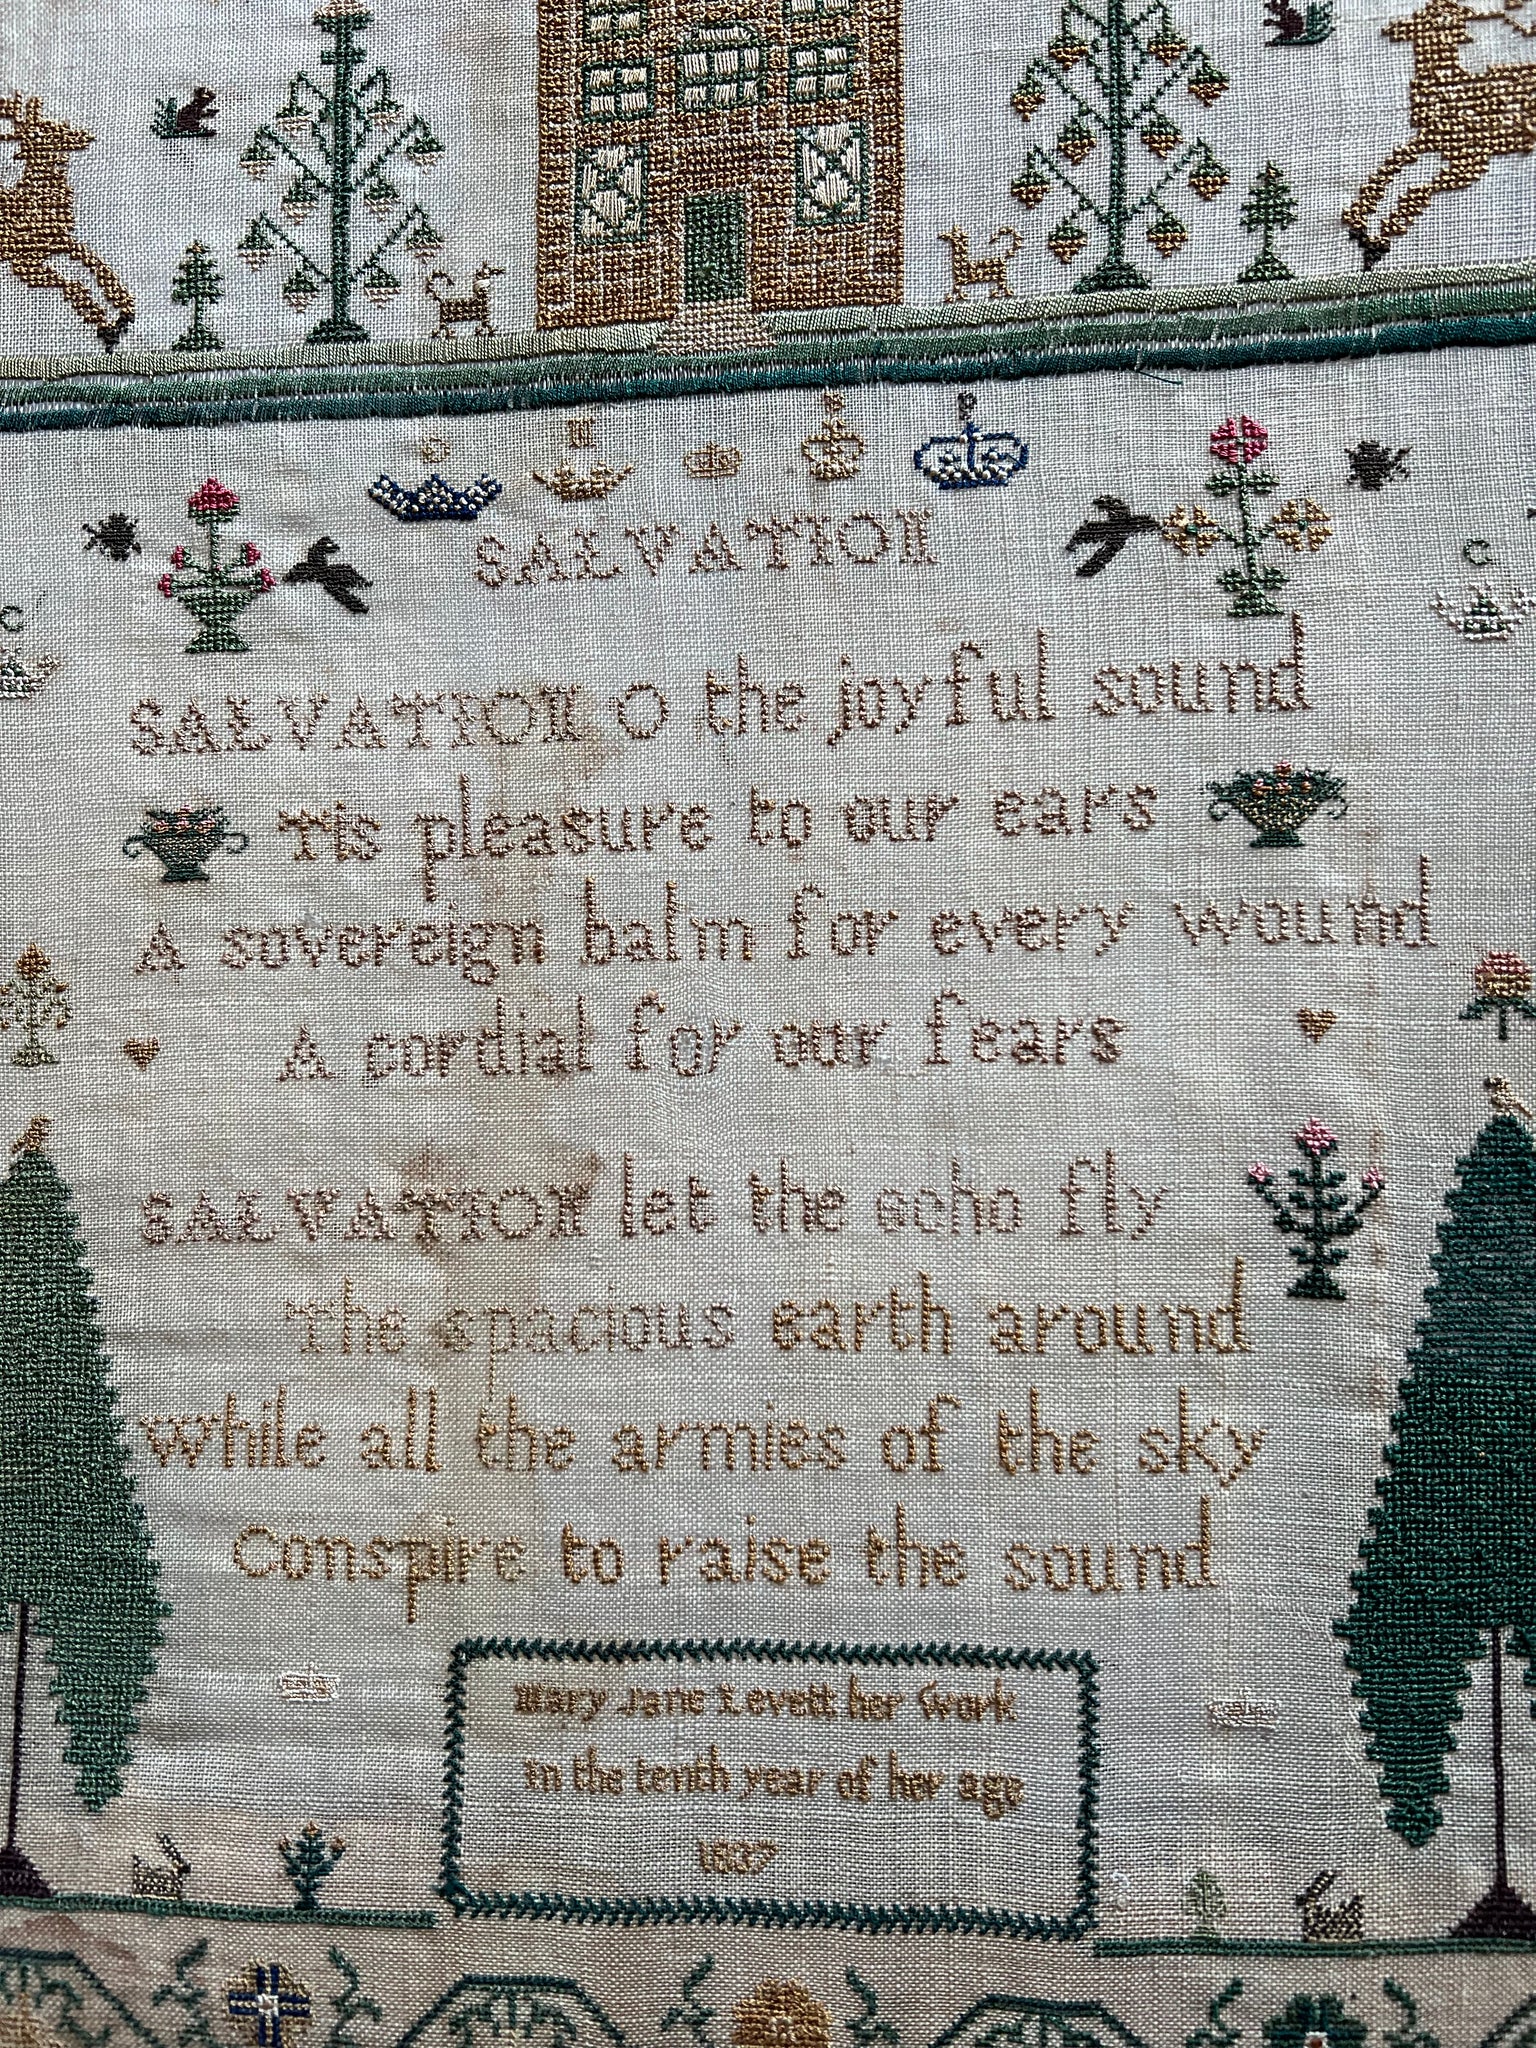 SALVATION
SALVATION O the joyful sound
Tis pleasure to our ears
A sovereign balm for every wound
A cordial for our fears
SALVATION let the echo fly
The spacious earth around
While all the armies of the sky
Conspire to raise the sound
Mary Jane Levett her Work
In the tenth year of her age
1837